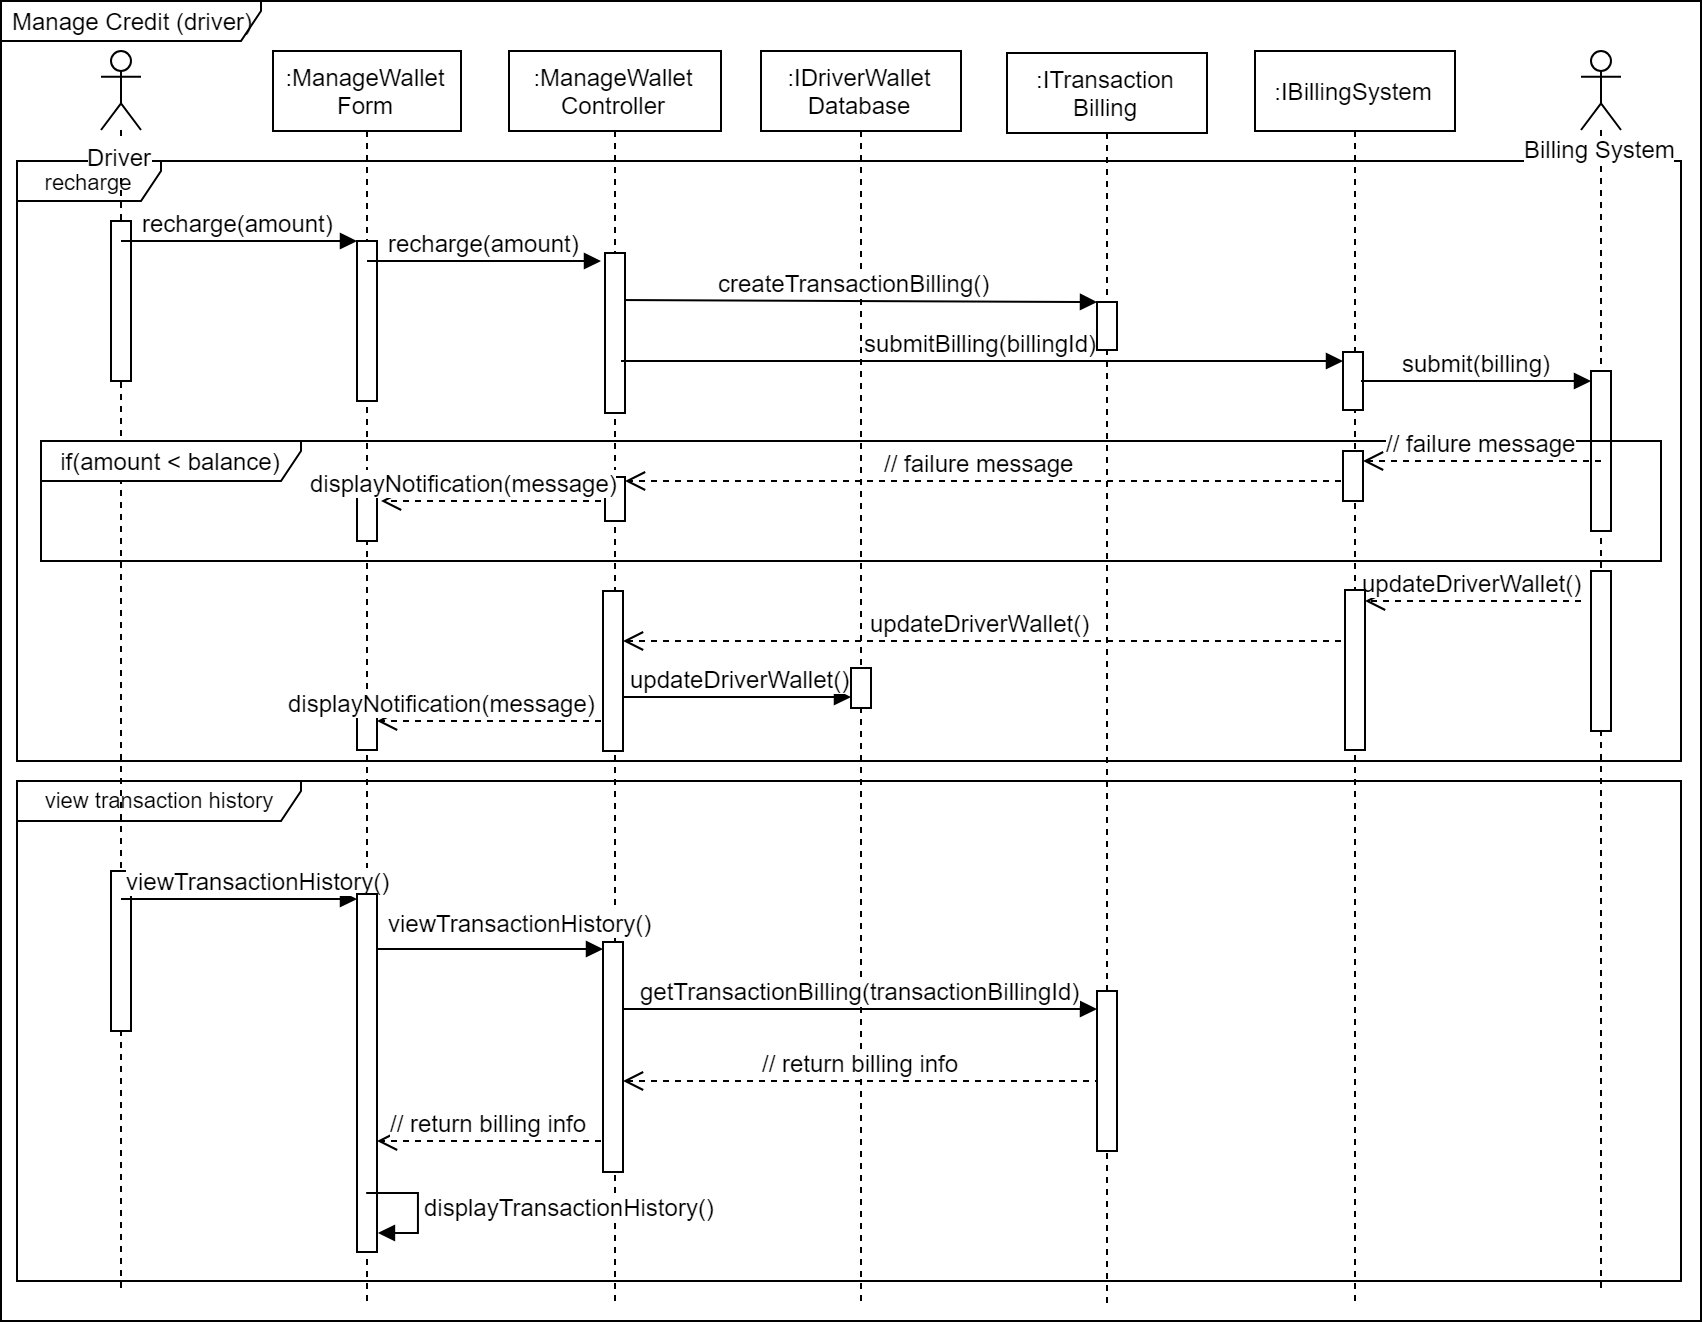 Manage Credit (driver)
:ManageWallet
Form
:ManageWallet
Controller
:IDriverWallet
Database
:ITransaction
Billing
:IBillingSystem
Driver
Billing System
recharge
recharge(amount)
recharge(amount)
createTransactionBilling()
submitBilling(billingId)
submit(billing)
if(amount < balance)
// failure message
// failure message
displayNotification(message)
updateDriverWallet()
updateDriverWallet()
updateDriverWallet()
displayNotification(message)
view transaction history
viewTransactionHistory()
viewTransactionHistory()
getTransactionBilling(transactionBillingId)
// return billing info
// return billing info
displayTransactionHistory()